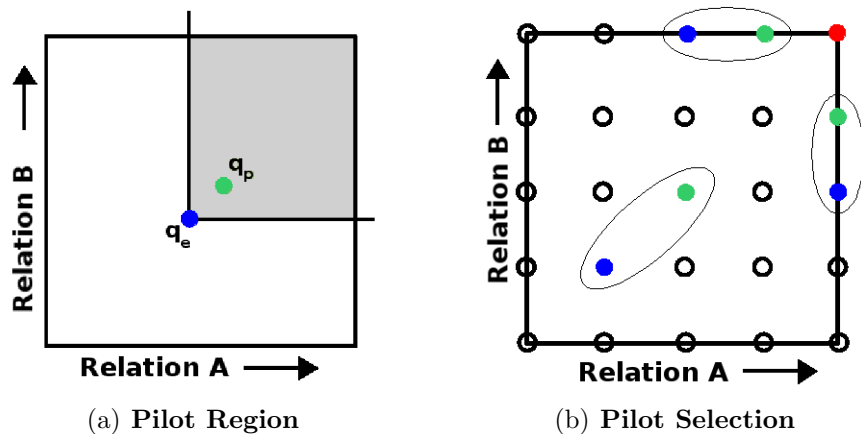 q_p
q_e
Relation B
Relation A
(a) Pilot Region
Relation B
Relation A
(b) Pilot Selection